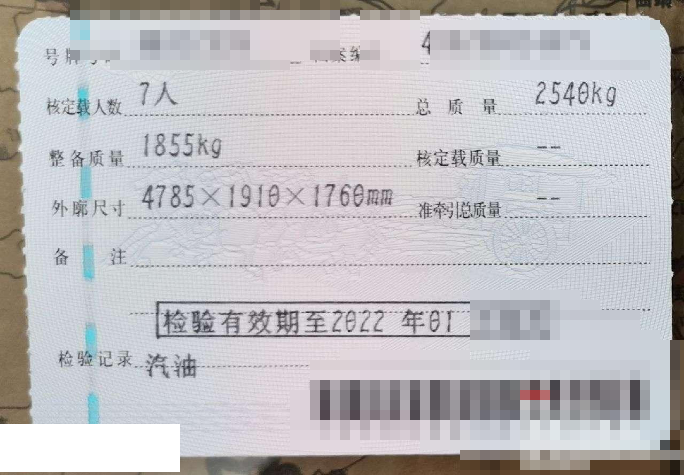 号牌号
核定载人数 7人 总质量 2540kg
整备质量 1855kg 核定载质量 --
外廓尺寸 4785×1910×1760mm 准牵引总质量 --
备注
检验有效期至2022年01
检验记录 汽油